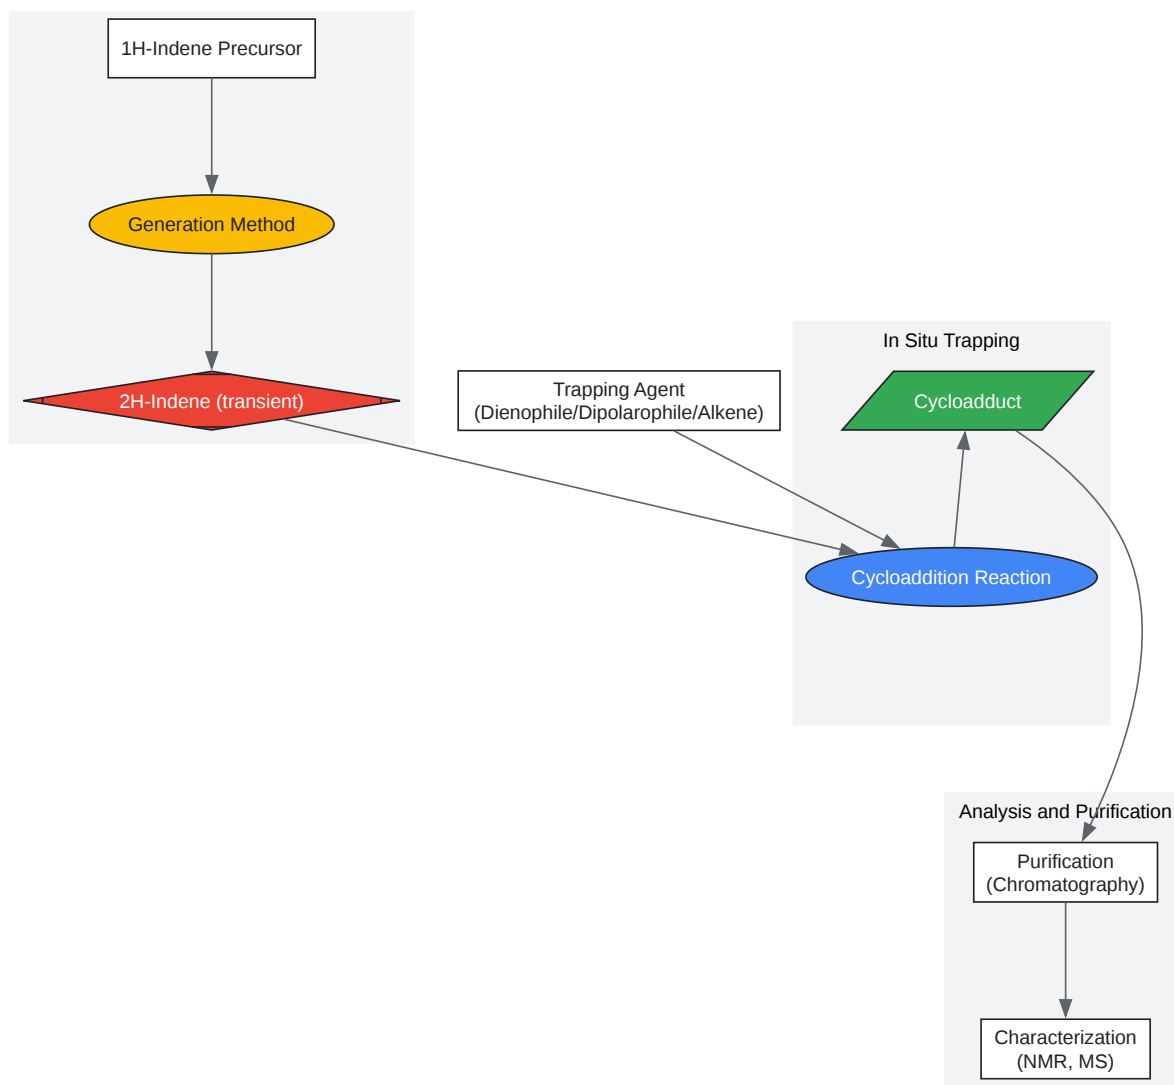 1H-Indene Precursor
Generation Method
2H-Indene (transient)
Trapping Agent
(Dienophile/Dipolarophile/Alkene)
In Situ Trapping
Cycloadduct
Cycloaddition Reaction
Analysis and Purification
Purification
(Chromatography)
Characterization
(NMR, MS)